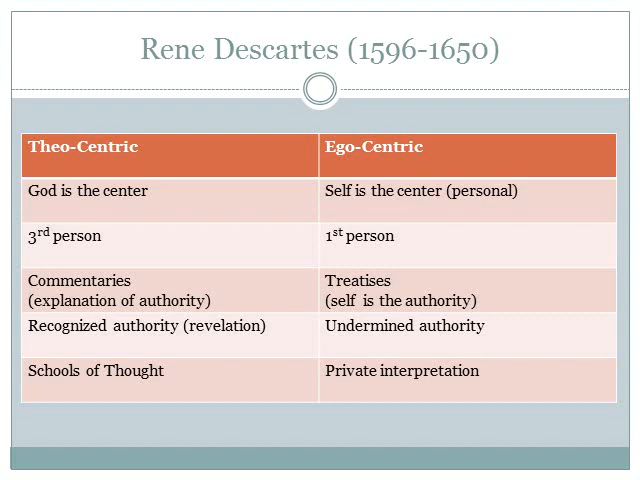 Rene Descartes (1596-1650)
Theo-Centric
Ego-Centric
God is the center
Self is the center (personal)
3rd person
1st person
Commentaries
(explanation of authority)
Treatises
(self is the authority)
Recognized authority (revelation)
Undermined authority
Schools of Thought
Private interpretation